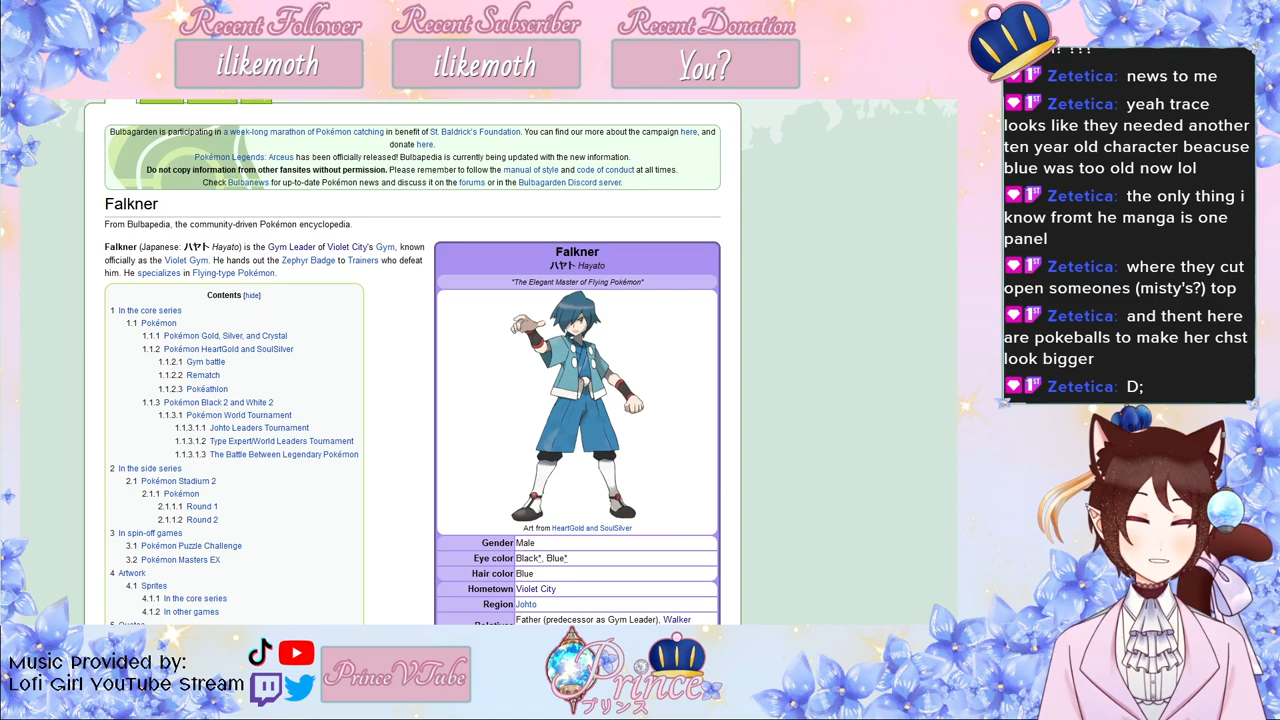 Recent Follower
ilikemoth
Recent Subscriber
ilikemoth
Recent Donation
You?
Bulbagarden is participating in a week-long marathon of Pokémon catching in benefit of St. Baldrick's Foundation. You can find our more about the campaign here, and
donate here.
Pokémon Legends: Arceus has been officially released! Bulbapedia is currently being updated with the new information.
Do not copy information from other fansites without permission. Please remember to follow the manual of style and code of conduct at all times.
Check Bulbanews for up-to-date Pokémon news and discuss it on the forums or in the Bulbagarden Discord server.
Falkner
From Bulbapedia, the community-driven Pokémon encyclopedia.
Falkner (Japanese: ハヤト Hayato) is the Gym Leader of Violet City's Gym, known
officially as the Violet Gym. He hands out the Zephyr Badge to Trainers who defeat
him. He specializes in Flying-type Pokémon.
Contents [hide]
1 In the core series
1.1 Pokémon
1.1.1 Pokémon Gold, Silver, and Crystal
1.1.2 Pokémon HeartGold and SoulSilver
1.1.2.1 Gym battle
1.1.2.2 Rematch
1.1.2.3 Pokéathlon
1.1.3 Pokémon Black 2 and White 2
1.1.3.1 Pokémon World Tournament
1.1.3.1.1 Johto Leaders Tournament
1.1.3.1.2 Type Expert/World Leaders Tournament
1.1.3.1.3 The Battle Between Legendary Pokémon
2 In the side series
2.1 Pokémon Stadium 2
2.1.1 Pokémon
2.1.1.1 Round 1
2.1.1.2 Round 2
3 In spin-off games
3.1 Pokémon Puzzle Challenge
3.2 Pokémon Masters EX
4 Artwork
4.1 Sprites
4.1.1 In the core series
4.1.2 In other games
Falkner
ハヤト Hayato
"The Elegant Master of Flying Pokémon"
Art from HeartGold and SoulSilver
Gender Male
Eye color Black*, Blue*
Hair color Blue
Hometown Violet City
Region Johto
Father (predecessor as Gym Leader), Walker
!! !!!
1ST Zetetica: news to me
1ST Zetetica: yeah trace
looks like they needed another
ten year old character beacuse
blue was too old now lol
1ST Zetetica: the only thing i
know fromt he manga is one
panel
1ST Zetetica: where they cut
open someones (misty's?) top
1ST Zetetica: and thent here
are pokeballs to make her chst
look bigger
1ST Zetetica: D;
Music Provided by:
Lofi Girl YouTube Stream
PrinceVTube
Prince
プリンス